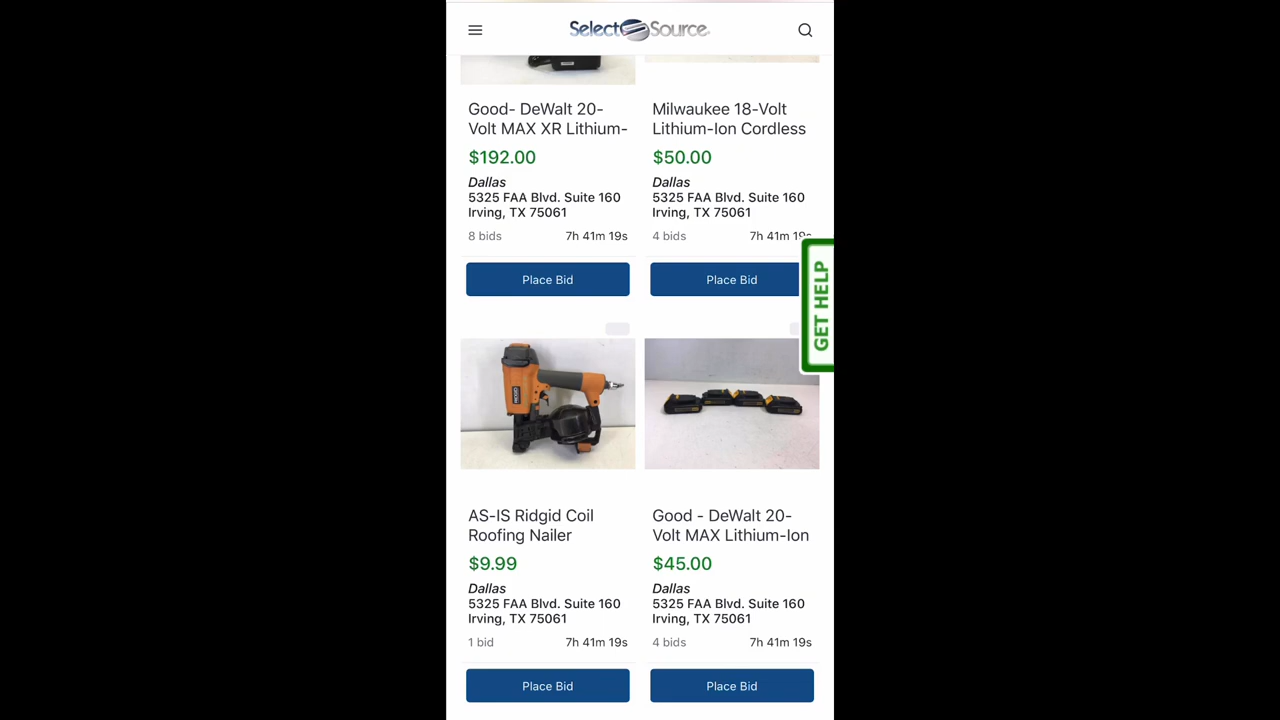 Select Source
Good- DeWalt 20-
Volt MAX XR Lithium-
$192.00
Dallas
5325 FAA Blvd. Suite 160
Irving, TX 75061
8 bids
7h 41m 19s
Place Bid
Milwaukee 18-Volt
Lithium-Ion Cordless
$50.00
Dallas
5325 FAA Blvd. Suite 160
Irving, TX 75061
4 bids
7h 41m 19s
Place Bid
GET HELP
RIDGID
AS-IS Ridgid Coil
Roofing Nailer
$9.99
Dallas
5325 FAA Blvd. Suite 160
Irving, TX 75061
1 bid
7h 41m 19s
Place Bid
Good - DeWalt 20-
Volt MAX Lithium-Ion
$45.00
Dallas
5325 FAA Blvd. Suite 160
Irving, TX 75061
4 bids
7h 41m 19s
Place Bid